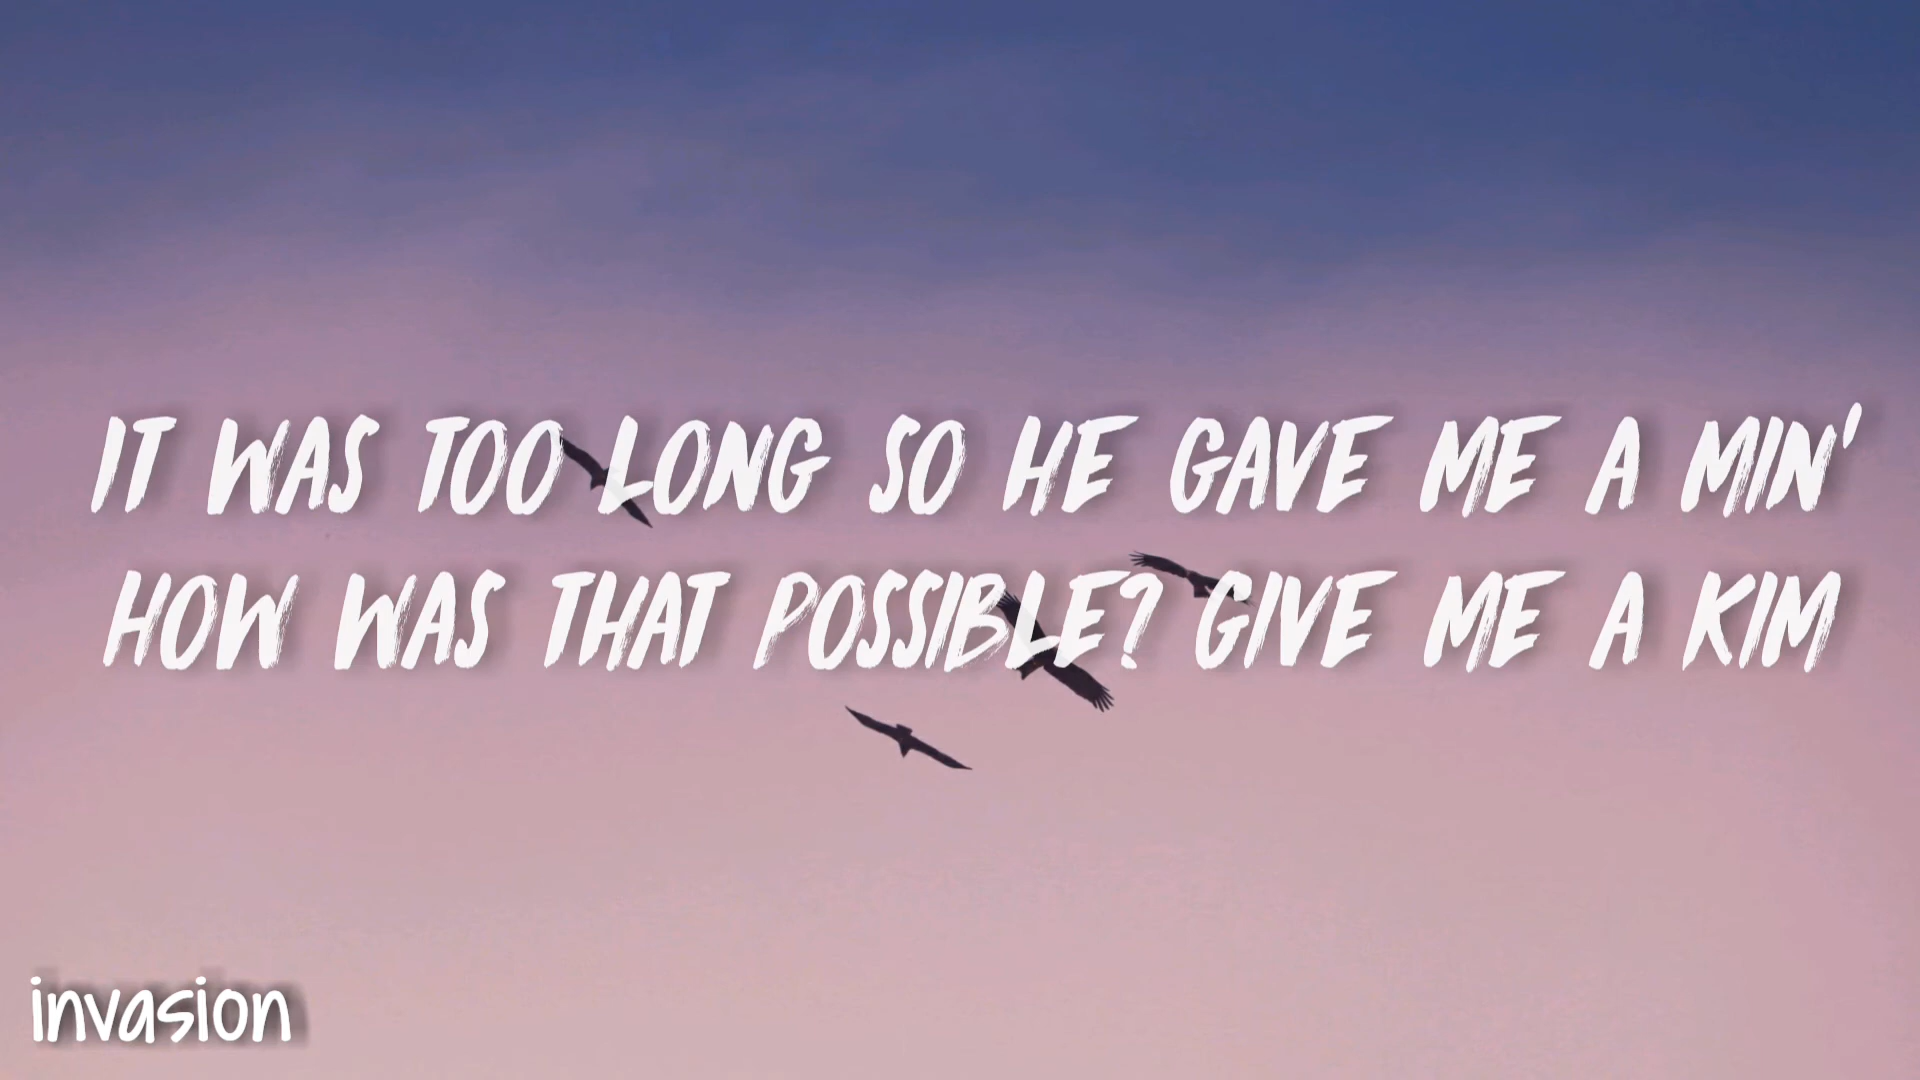 IT WAS TOO LONG SO HE GAVE ME A MIN'
HOW WAS THAT POSSIBLE? GIVE ME A KIM
invasion